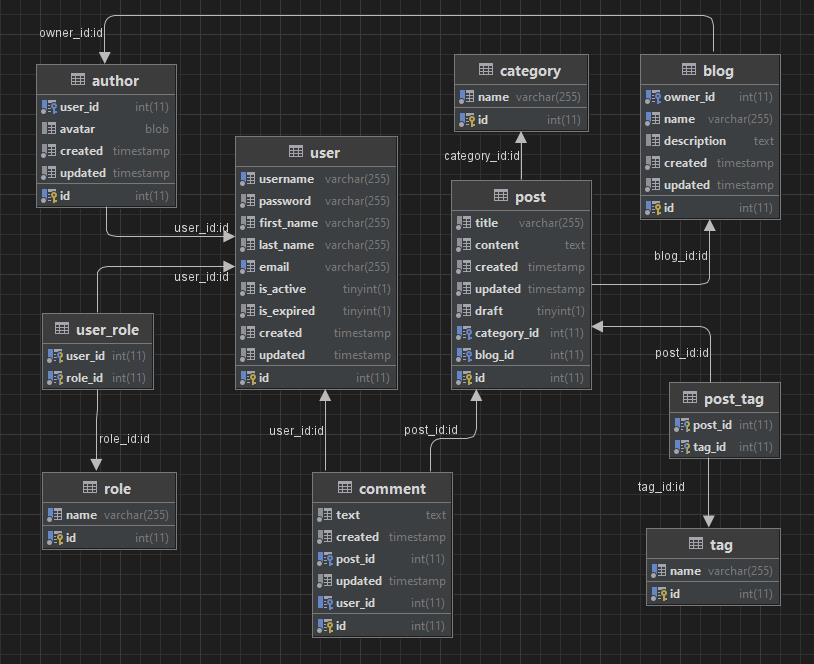 owner_id:id
author
user_id int(11)
avatar blob
created timestamp
updated timestamp
id int(11)
user_id:id
user
username varchar(255)
password varchar(255)
first_name varchar(255)
last_name varchar(255)
email varchar(255)
is_active tinyint(1)
is_expired tinyint(1)
created timestamp
updated timestamp
id int(11)
user_id:id
user_role
user_id int(11)
role_id int(11)
role_id:id
role
name varchar(255)
id int(11)
category
name varchar(255)
id int(11)
category_id:id
post
title varchar(255)
content text
created timestamp
updated timestamp
draft tinyint(1)
category_id int(11)
blog_id int(11)
id int(11)
blog
owner_id int(11)
name varchar(255)
description text
created timestamp
updated timestamp
id int(11)
blog_id:id
post_id:id
post_tag
post_id int(11)
tag_id int(11)
tag_id:id
tag
name varchar(255)
id int(11)
user_id:id
post_id:id
comment
text text
created timestamp
post_id int(11)
updated timestamp
user_id int(11)
id int(11)